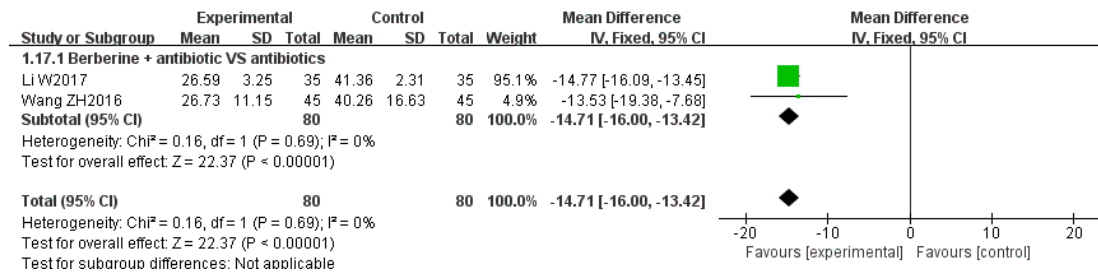 Experimental Control Mean Difference Mean Difference
Study or Subgroup Mean SD Total Mean SD Total Weight IV, Fixed, 95% CI IV, Fixed, 95% CI
1.17.1 Berberine + antibiotic VS antibiotics
Li W2017 26.59 3.25 35 41.36 2.31 35 95.1% -14.77 [-16.09, -13.45]
Wang ZH2016 26.73 11.15 45 40.26 16.63 45 4.9% -13.53 [-19.38, -7.68]
Subtotal (95% CI) 80 80 100.0% -14.71 [-16.00, -13.42]
Heterogeneity: Chi² = 0.16, df = 1 (P = 0.69); I² = 0%
Test for overall effect: Z = 22.37 (P < 0.00001)
Total (95% CI) 80 80 100.0% -14.71 [-16.00, -13.42]
Heterogeneity: Chi² = 0.16, df = 1 (P = 0.69); I² = 0%
Test for overall effect: Z = 22.37 (P < 0.00001)
Test for subgroup differences: Not applicable
-20 -10 0 10 20
Favours [experimental] Favours [control]